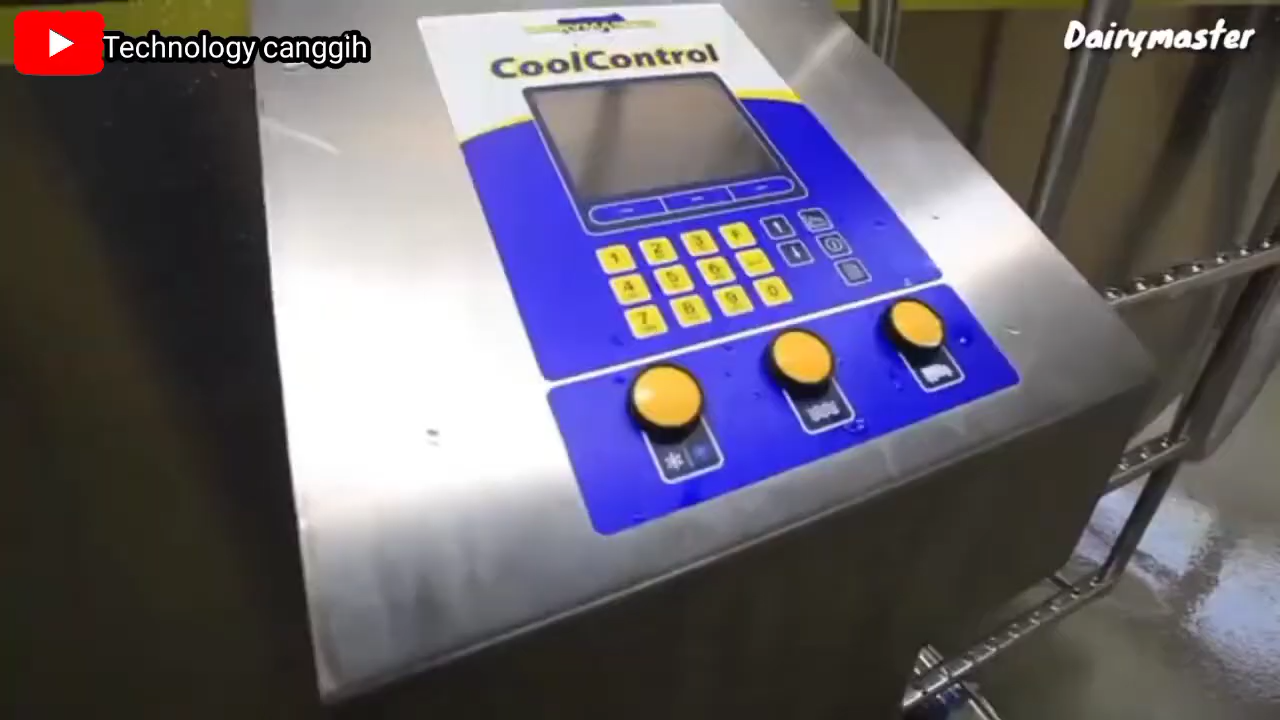 Technology canggih
Dairymaster
CoolControl
1 2 3 F
4 5 6
7 8 9 0